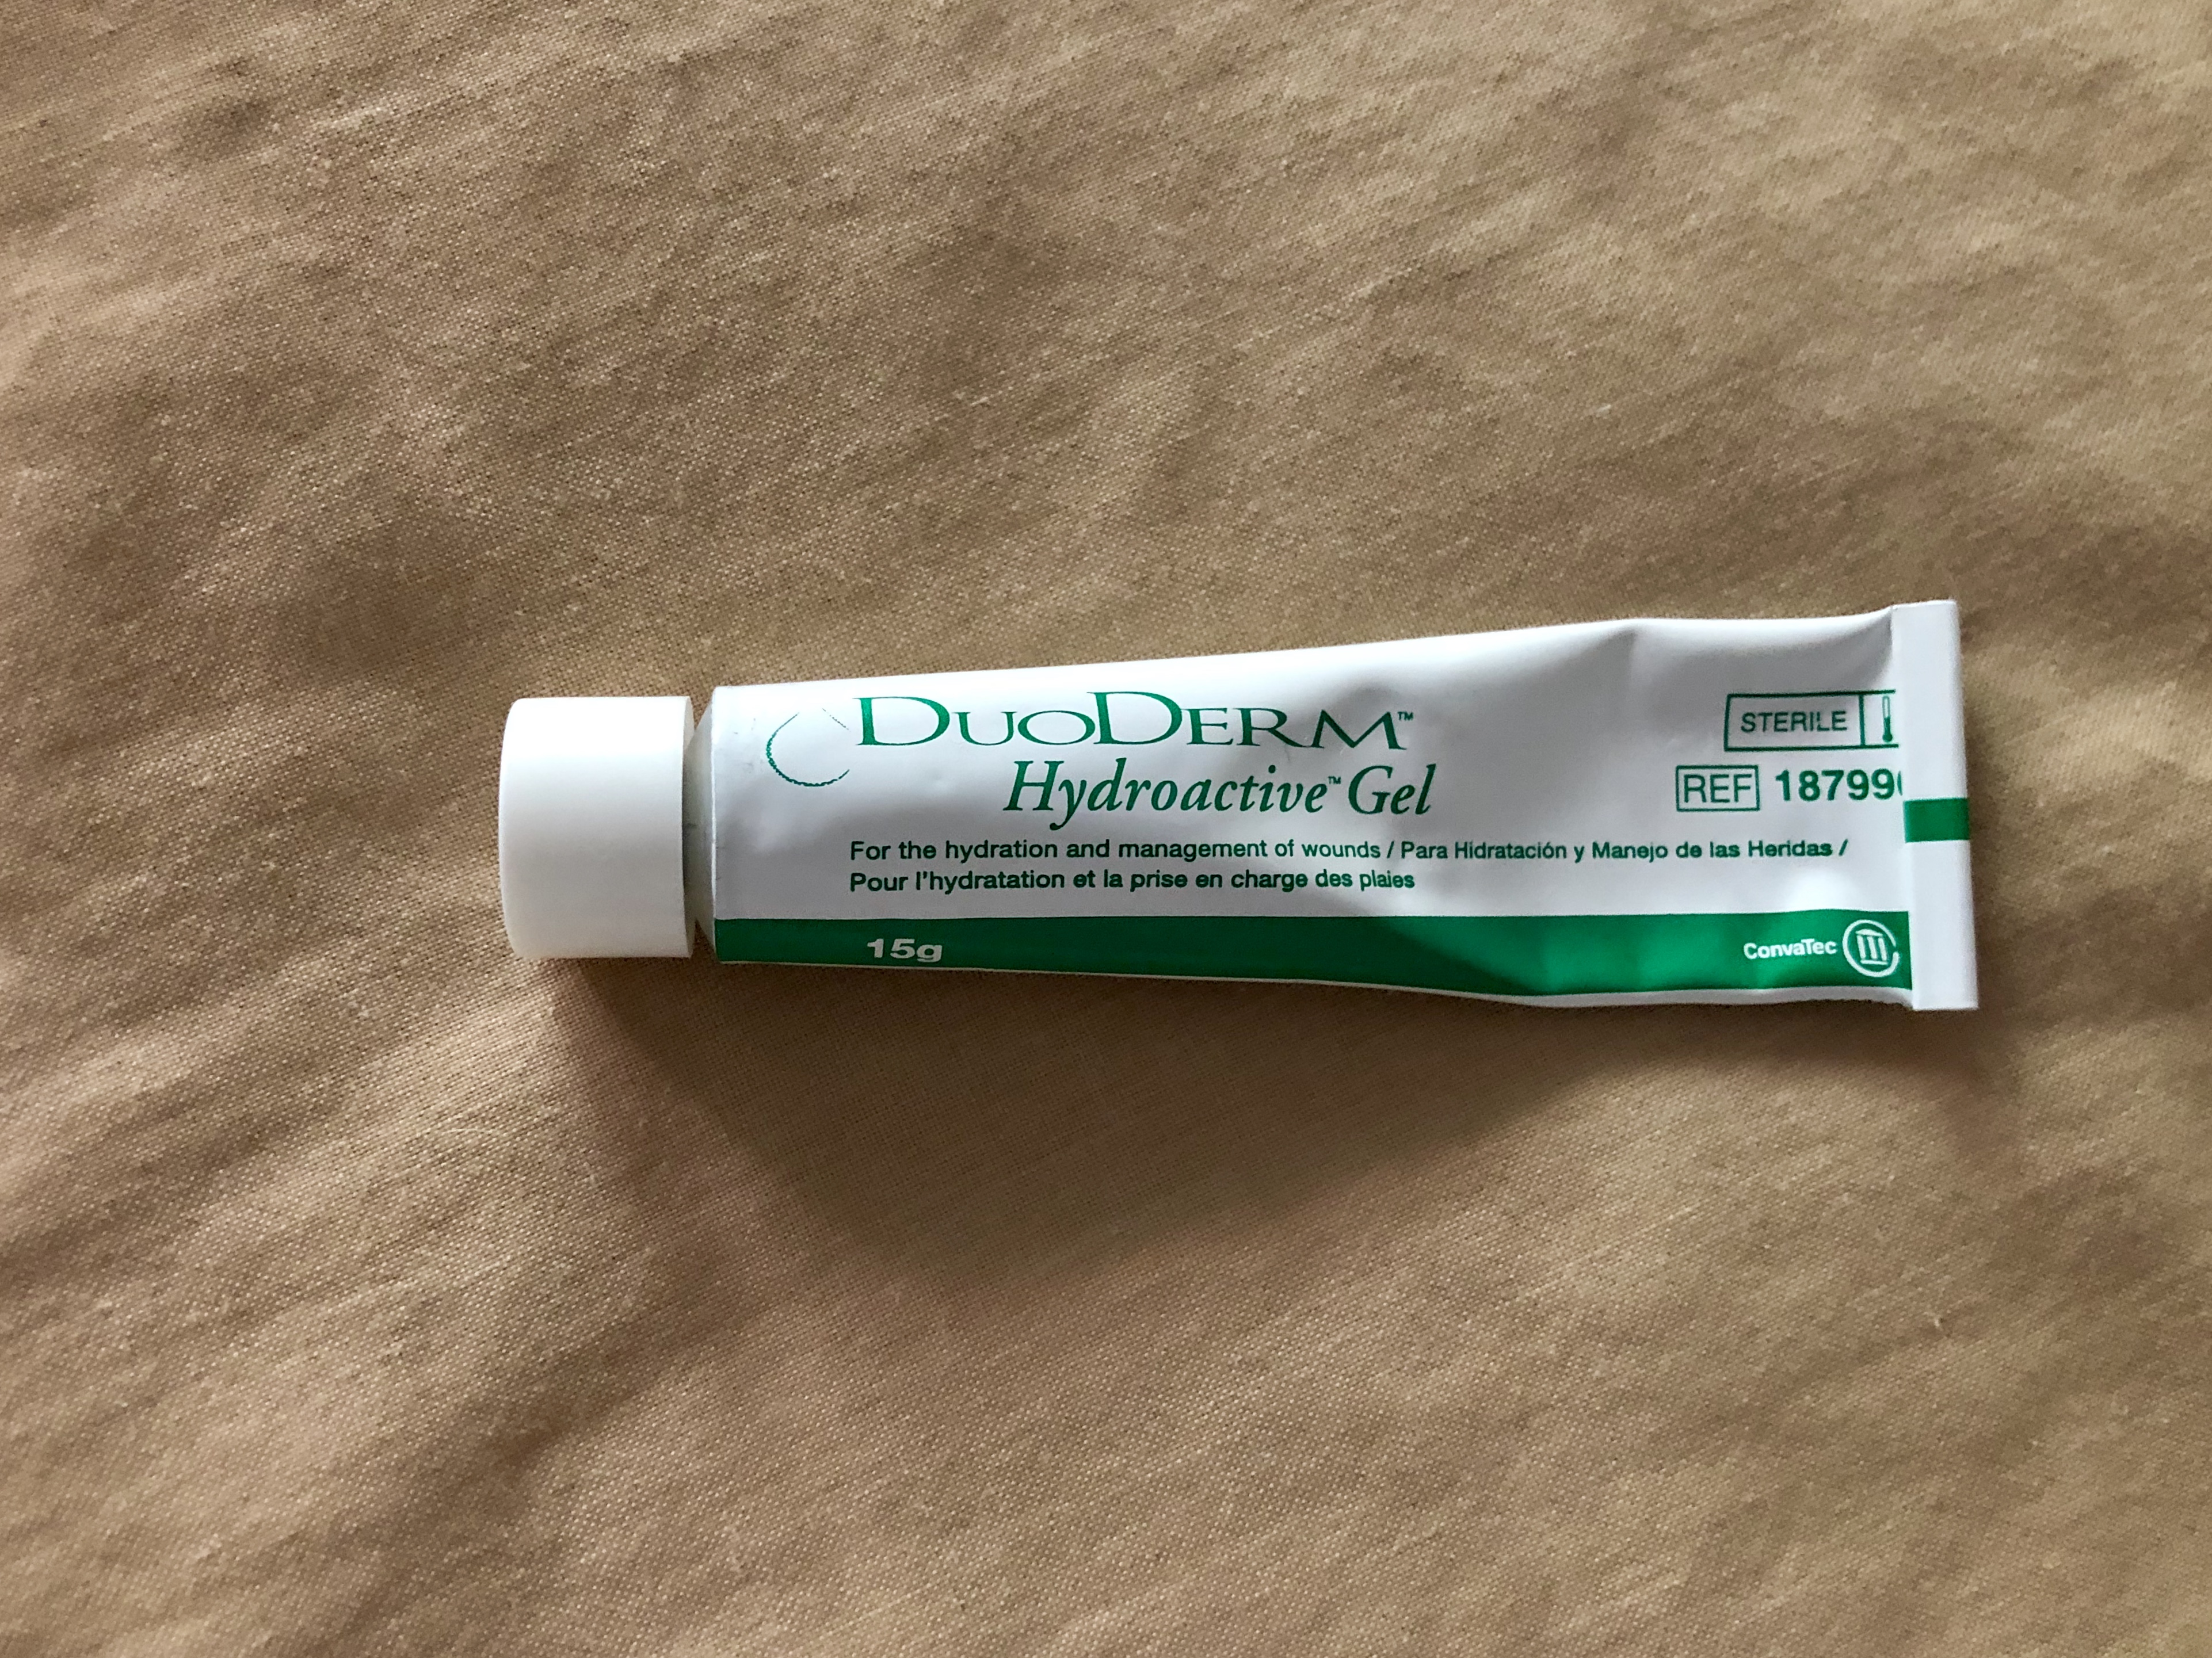 DUODERM™
Hydroactive™ Gel
For the hydration and management of wounds / Para Hidratación y Manejo de las Heridas /
Pour l'hydratation et la prise en charge des plaies
15g
STERILE
REF
ConvaTec